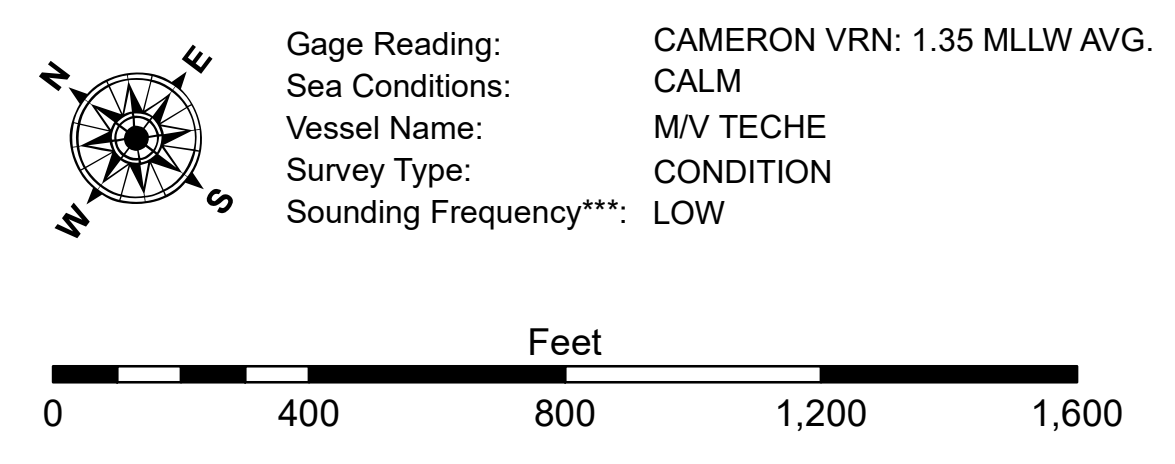 N
E
W
S
Gage Reading: CAMERON VRN: 1.35 MLLW AVG.
Sea Conditions: CALM
Vessel Name: M/V TECHE
Survey Type: CONDITION
Sounding Frequency***: LOW
Feet
0 400 800 1,200 1,600